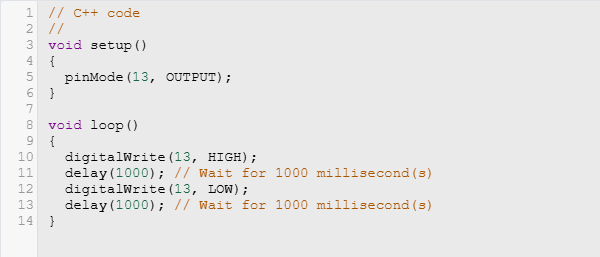 1 // C++ code
2 //
3 void setup()
4 {
5   pinMode(13, OUTPUT);
6 }
7
8 void loop()
9 {
10   digitalWrite(13, HIGH);
11   delay(1000); // Wait for 1000 millisecond(s)
12   digitalWrite(13, LOW);
13   delay(1000); // Wait for 1000 millisecond(s)
14 }